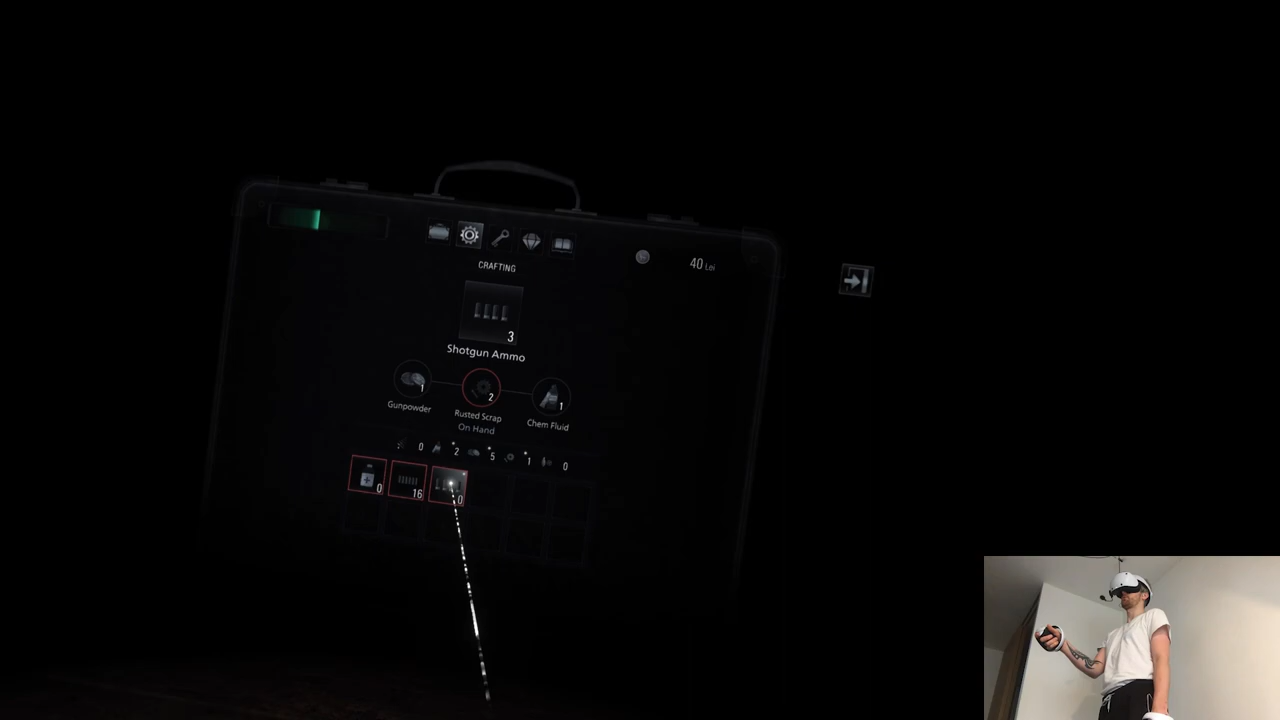 40 Lei
CRAFTING
3
Shotgun Ammo
1 2 1
Gunpowder Rusted Scrap Chem Fluid
On Hand
0 2 5 1 0
0 16 0